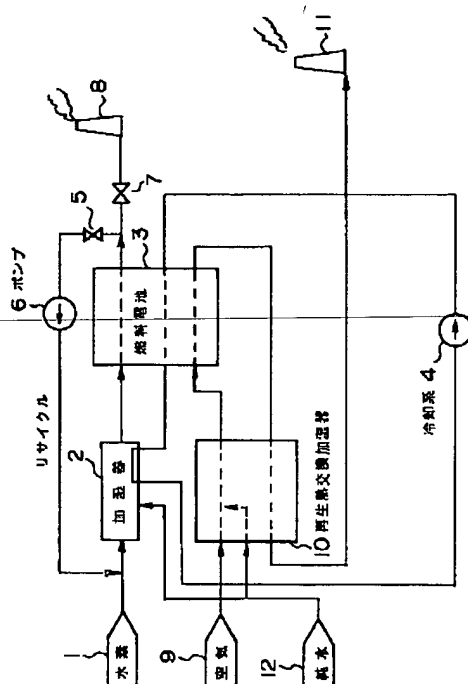 6 ポンプ
5
8
7
リサイクル
2
加湿器
3
燃料電池
1
水素
11
9
空気
10 再生熱交換加湿器
12
純水
冷却系 4